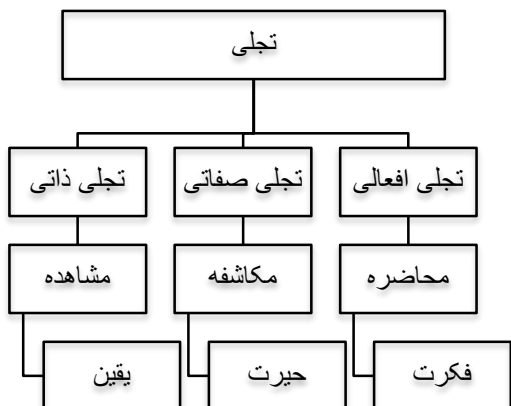 تجلی
تجلی افعالی
تجلی صفاتی
تجلی ذاتی
محاضره
مکاشفه
مشاهده
فکرت
حیرت
یقین